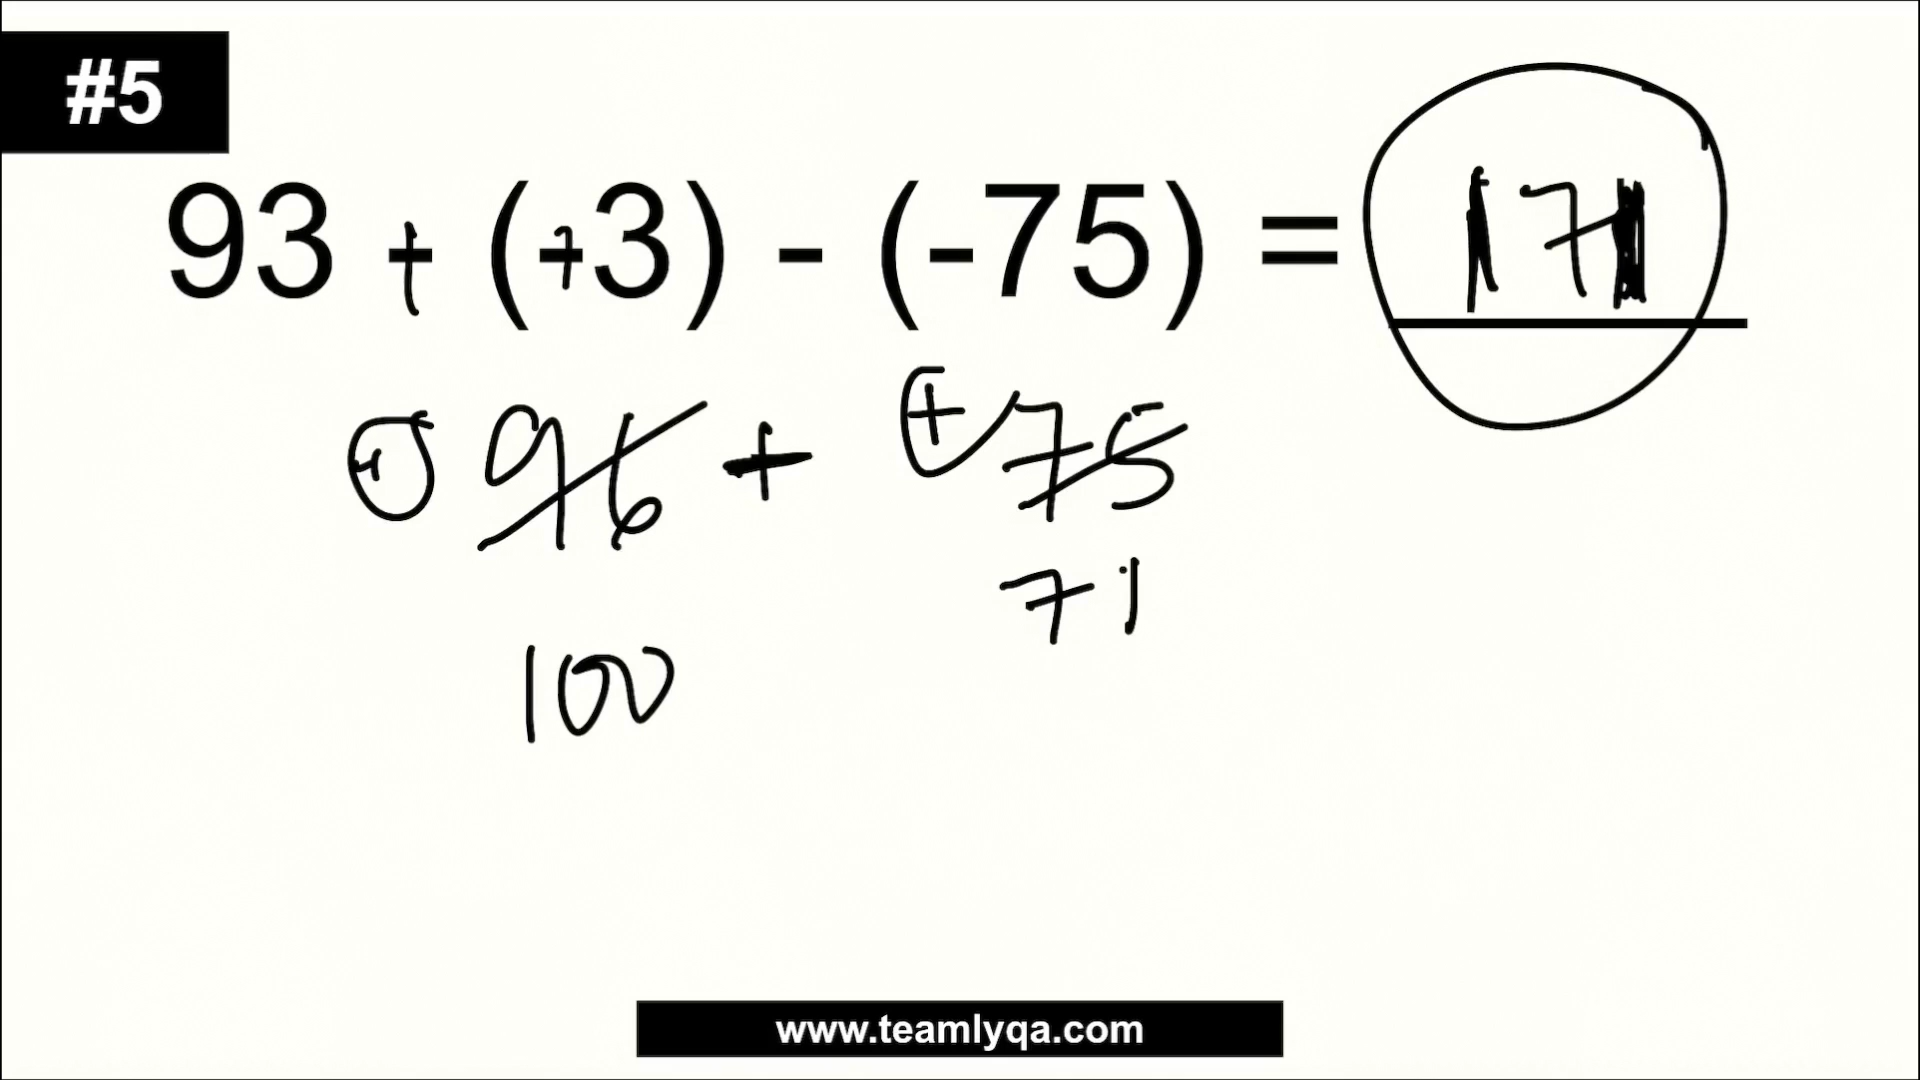 #5
93 + (+3) - (-75) = 171
+ 96 + + 75
71
100
www.teamlyqa.com